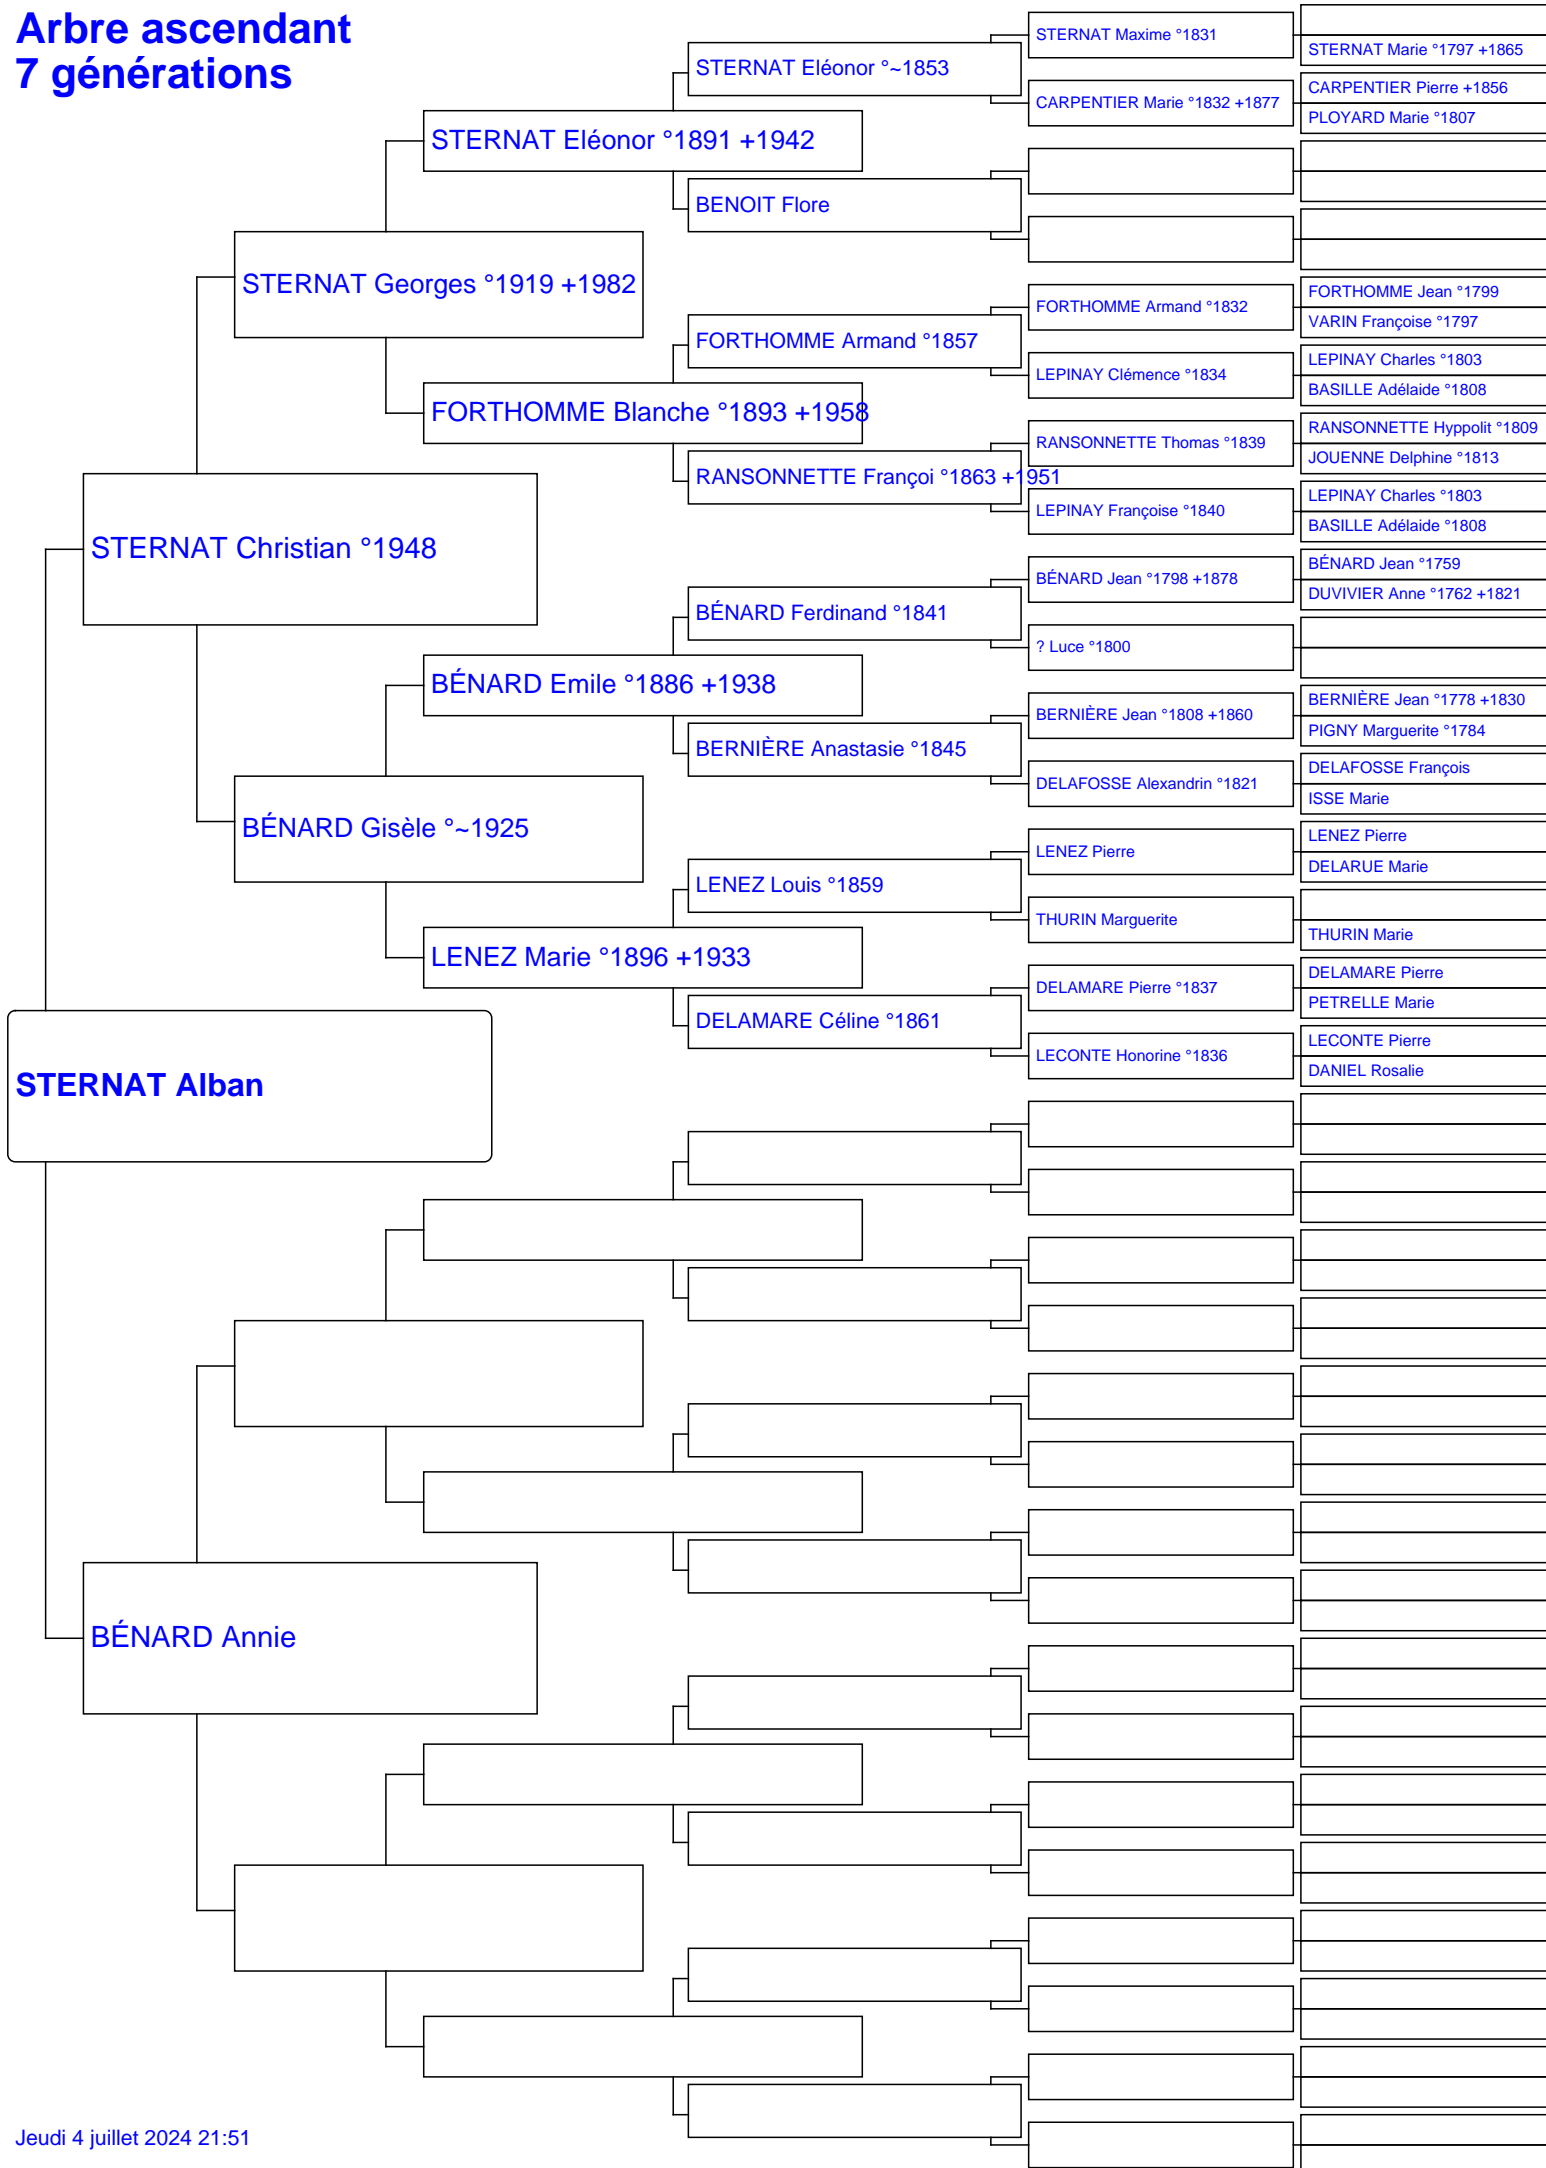 Arbre ascendant
7 générations
STERNAT Alban
STERNAT Christian °1948
BÉNARD Annie
STERNAT Georges °1919 +1982
BÉNARD Gisèle °~1925
STERNAT Eléonor °1891 +1942
FORTHOMME Blanche °1893 +1958
BÉNARD Emile °1886 +1938
LENEZ Marie °1896 +1933
STERNAT Eléonor °~1853
BENOIT Flore
FORTHOMME Armand °1857
RANSONNETTE Françoi °1863 +1951
BÉNARD Ferdinand °1841
BERNIÈRE Anastasie °1845
LENEZ Louis °1859
DELAMARE Céline °1861
STERNAT Maxime °1831
CARPENTIER Marie °1832 +1877
FORTHOMME Armand °1832
LEPINAY Clémence °1834
RANSONNETTE Thomas °1839
LEPINAY Françoise °1840
BÉNARD Jean °1798 +1878
? Luce °1800
BERNIÈRE Jean °1808 +1860
DELAFOSSE Alexandrin °1821
LENEZ Pierre
THURIN Marguerite
DELAMARE Pierre °1837
LECONTE Honorine °1836
STERNAT Marie °1797 +1865
CARPENTIER Pierre +1856
PLOYARD Marie °1807
FORTHOMME Jean °1799
VARIN Françoise °1797
LEPINAY Charles °1803
BASILLE Adélaide °1808
RANSONNETTE Hyppolit °1809
JOUENNE Delphine °1813
LEPINAY Charles °1803
BASILLE Adélaide °1808
BÉNARD Jean °1759
DUVIVIER Anne °1762 +1821
BERNIÈRE Jean °1778 +1830
PIGNY Marguerite °1784
DELAFOSSE François
ISSE Marie
LENEZ Pierre
DELARUE Marie
THURIN Marie
DELAMARE Pierre
PETRELLE Marie
LECONTE Pierre
DANIEL Rosalie
Jeudi 4 juillet 2024 21:51